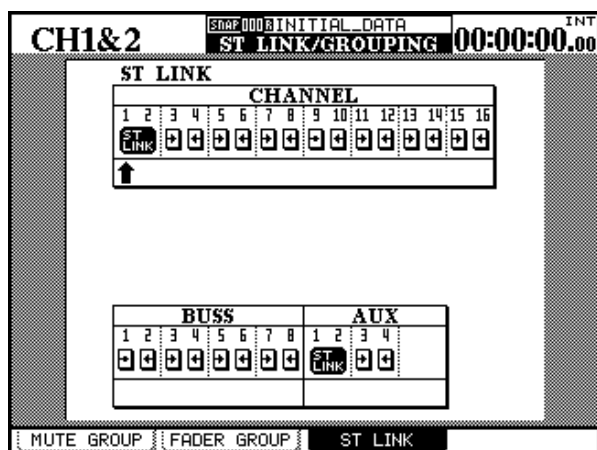 CH1&2 SNAP 000 INITIAL_DATA INT
ST LINK/GROUPING 00:00:00.00
ST LINK
CHANNEL
1 2 3 4 5 6 7 8 9 10 11 12 13 14 15 16
ST LINK
BUSS AUX
1 2 3 4 5 6 7 8 1 2 3 4
ST LINK
MUTE GROUP FADER GROUP ST LINK